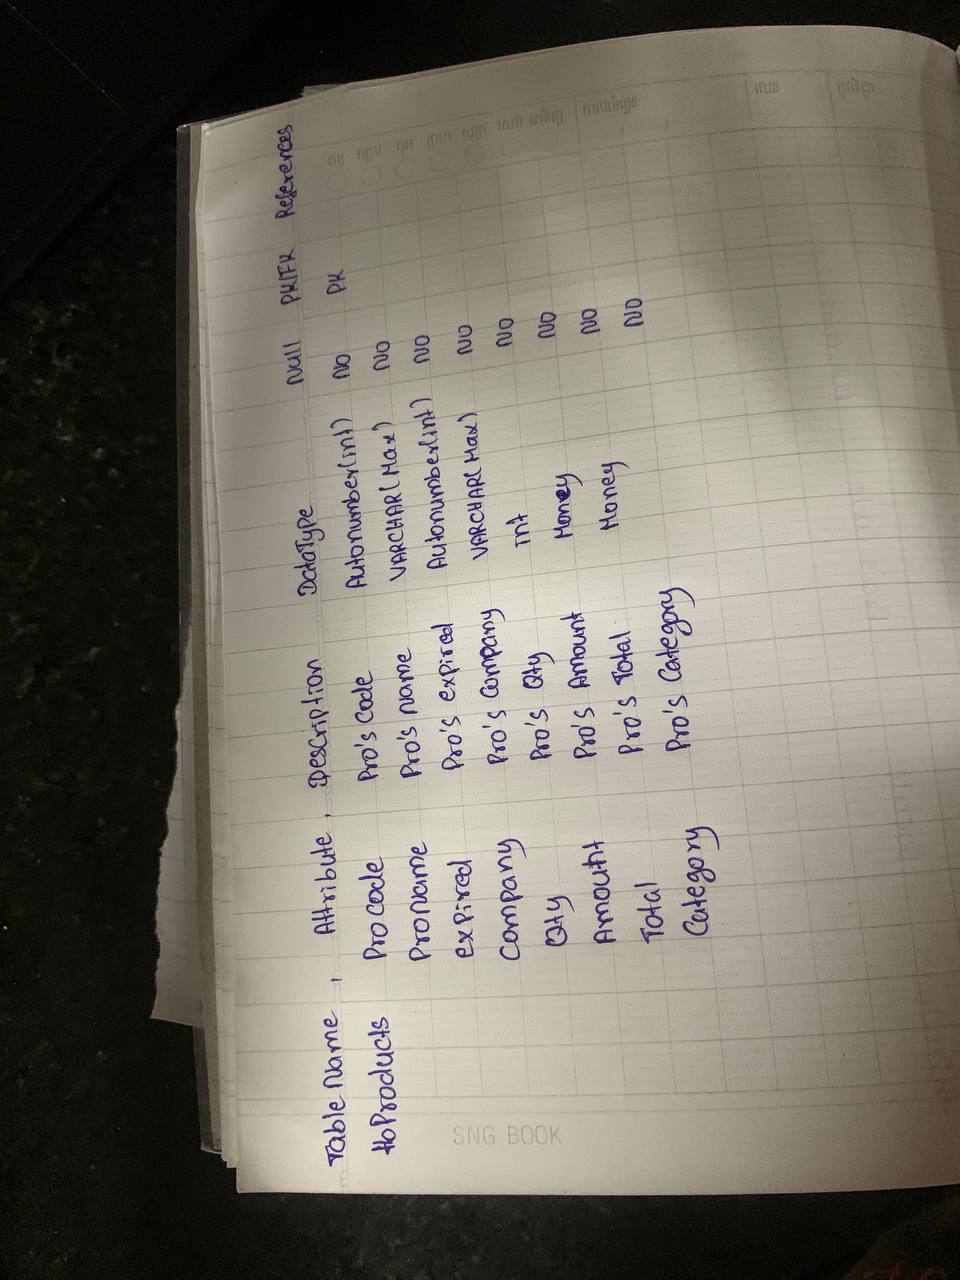 Table Name , Attribute , Description DataType Null PK/FK References
tbProducts Procode Pro's Code Autonumber(int) NO PK
ProName Pro's Name VARCHAR(Max) NO
expired Pro's expired Autonumber(int) NO
Company Pro's Company VARCHAR(Max) NO
Qty Pro's Qty int NO
Amount Pro's Amount Money NO
Total Pro's Total Money NO
Category Pro's Category NO
SNG BOOK